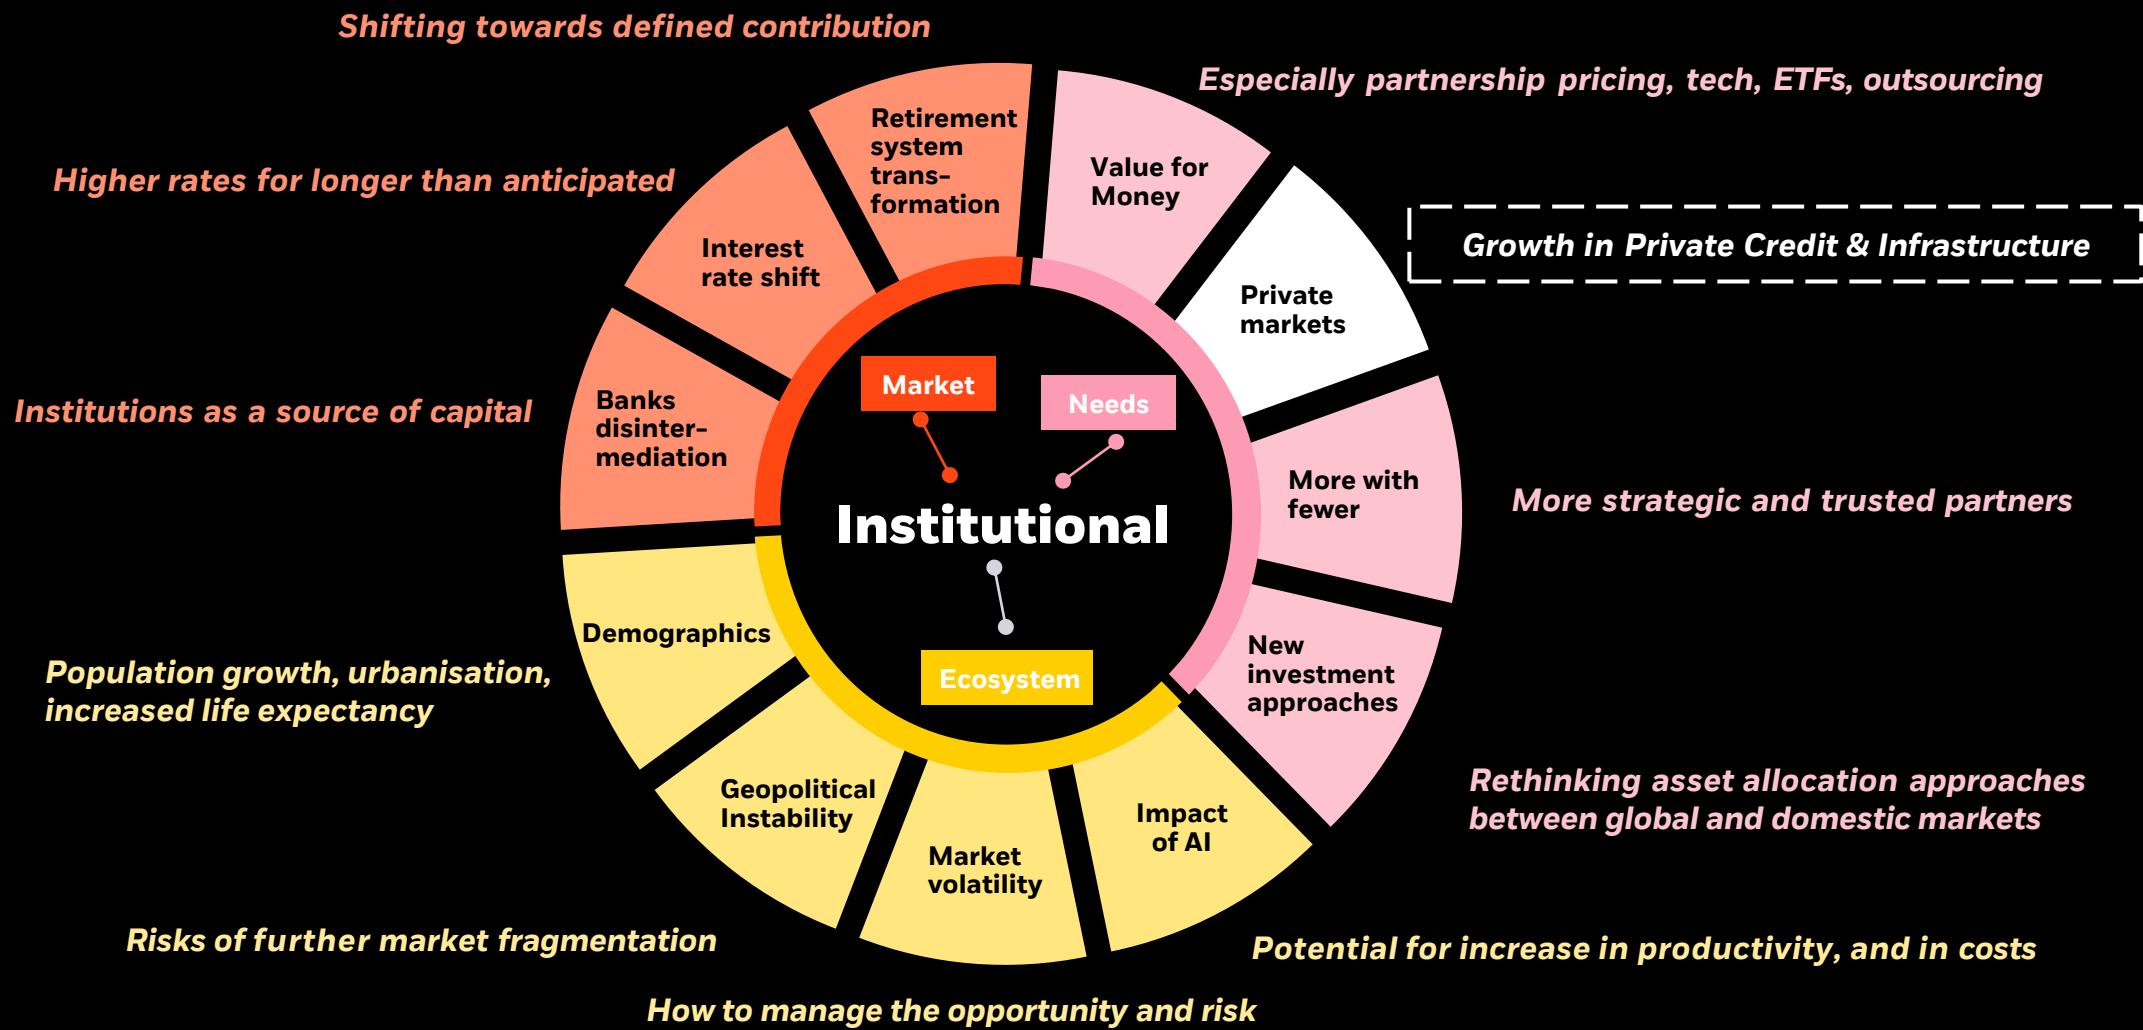 Shifting towards defined contribution
Especially partnership pricing, tech, ETFs, outsourcing
Retirement
system
trans-
formation
Value for
Money
Higher rates for longer than anticipated
Interest
rate shift
Growth in Private Credit & Infrastructure
Private
markets
Institutions as a source of capital
Banks
disinter-
mediation
Market
Needs
More with
fewer
More strategic and trusted partners
Institutional
Ecosystem
Demographics
Population growth, urbanisation,
increased life expectancy
New
investment
approaches
Rethinking asset allocation approaches
between global and domestic markets
Geopolitical
Instability
Market
volatility
Impact
of AI
Risks of further market fragmentation
Potential for increase in productivity, and in costs
How to manage the opportunity and risk